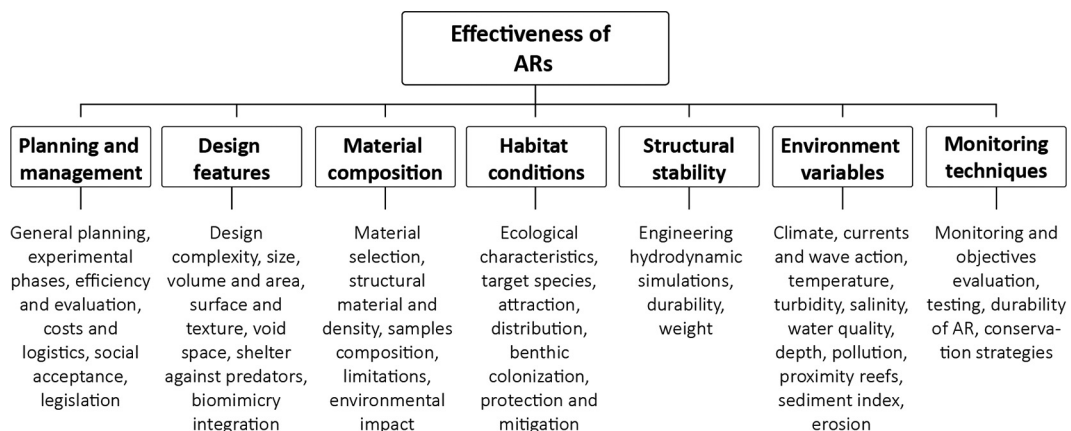 Effectiveness of
ARs
Planning and
management
General planning,
experimental
phases, efficiency
and evaluation,
costs and
logistics, social
acceptance,
legislation
Design
features
Design
complexity, size,
volume and area,
surface and
texture, void
space, shelter
against predators,
biomimicry
integration
Material
composition
Material
selection,
structural
material and
density, samples
composition,
limitations,
environmental
impact
Habitat
conditions
Ecological
characteristics,
target species,
attraction,
distribution,
benthic
colonization,
protection and
mitigation
Structural
stability
Engineering
hydrodynamic
simulations,
durability,
weight
Environment
variables
Climate, currents
and wave action,
temperature,
turbidity, salinity,
water quality,
depth, pollution,
proximity reefs,
sediment index,
erosion
Monitoring
techniques
Monitoring and
objectives
evaluation,
testing, durability
of AR, conserva-
tion strategies